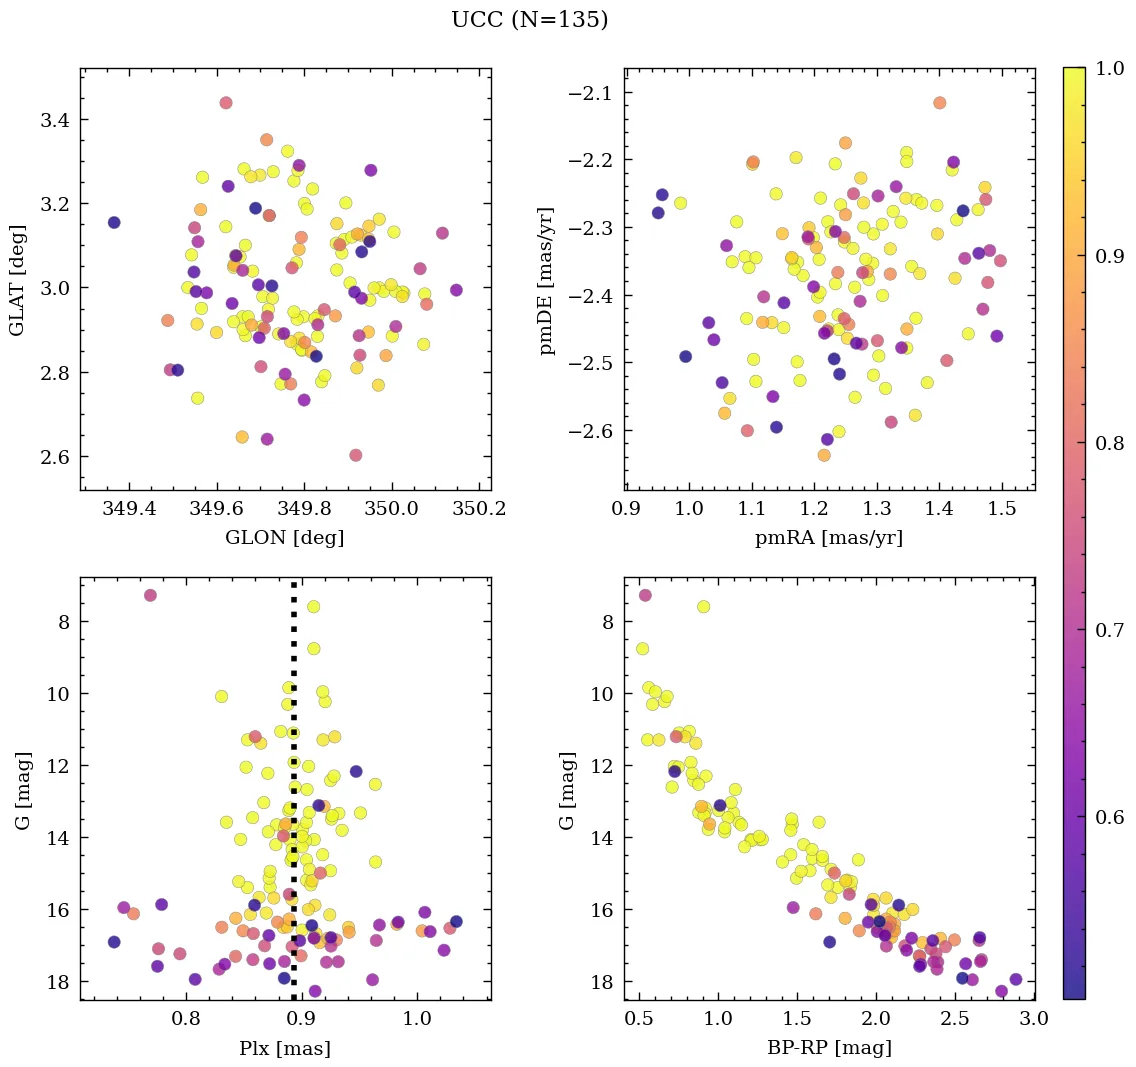 UCC (N=135)
3.4
3.2
3.0
2.8
2.6
GLAT [deg]
349.4 349.6 349.8 350.0 350.2
GLON [deg]
−2.1
−2.2
−2.3
−2.4
−2.5
−2.6
pmDE [mas/yr]
0.9 1.0 1.1 1.2 1.3 1.4 1.5
pmRA [mas/yr]
8
10
12
14
16
18
G [mag]
0.8 0.9 1.0
Plx [mas]
8
10
12
14
16
18
G [mag]
0.5 1.0 1.5 2.0 2.5 3.0
BP-RP [mag]
1.0
0.9
0.8
0.7
0.6